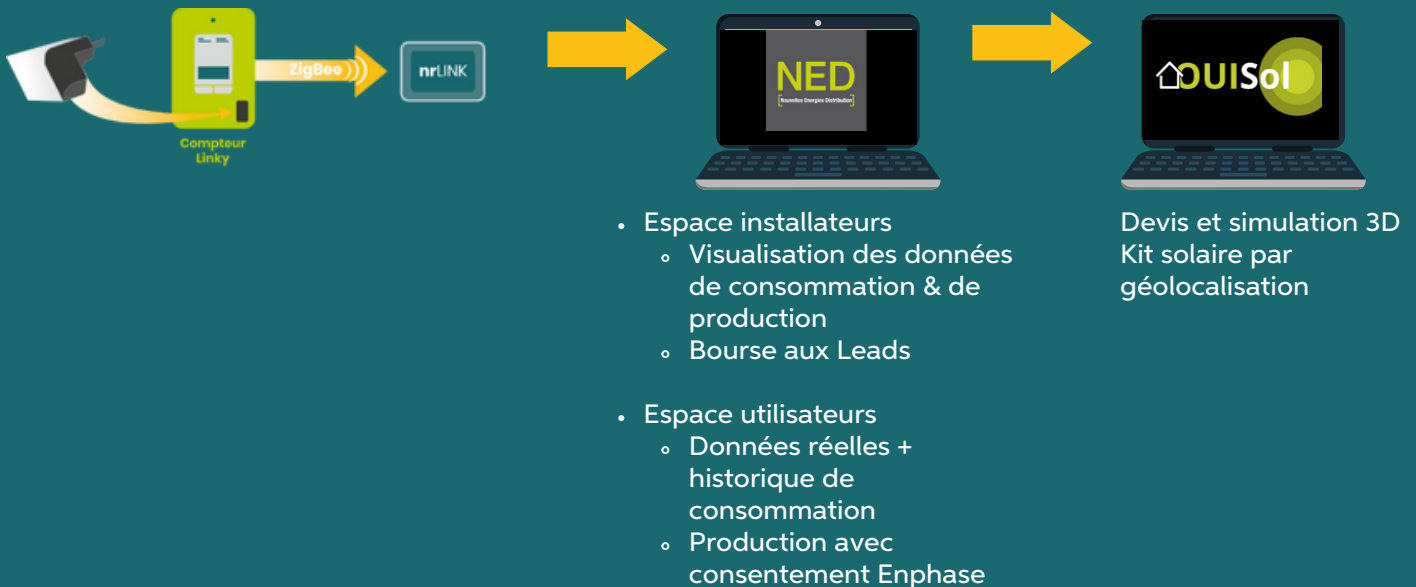 ZigBee
nrLINK
Compteur
Linky
NED
[Nouvelles Energies Distribution]
OUISol
• Espace installateurs
◦ Visualisation des données
de consommation & de
production
◦ Bourse aux Leads
• Espace utilisateurs
◦ Données réelles +
historique de
consommation
◦ Production avec
consentement Enphase
Devis et simulation 3D
Kit solaire par
géolocalisation